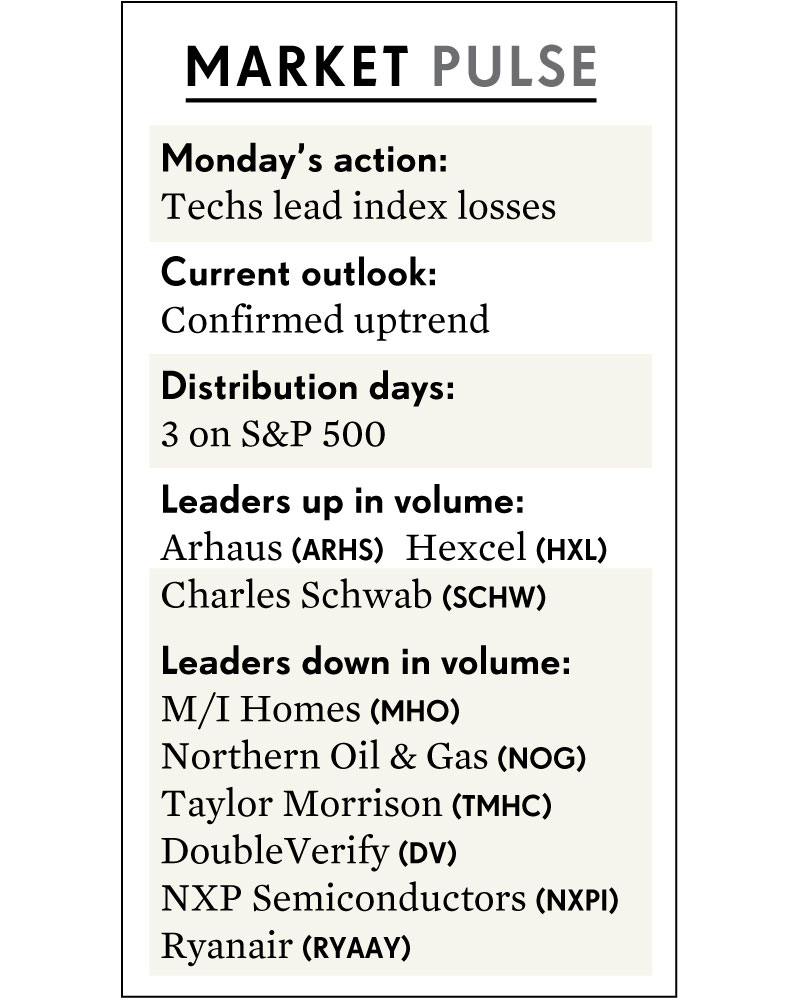 MARKET PULSE
Monday’s action:
Techs lead index losses
Current outlook:
Confirmed uptrend
Distribution days:
3 on S&P 500
Leaders up in volume:
Arhaus (ARHS) Hexcel (HXL)
Charles Schwab (SCHW)
Leaders down in volume:
M/I Homes (MHO)
Northern Oil & Gas (NOG)
Taylor Morrison (TMHC)
DoubleVerify (DV)
NXP Semiconductors (NXPI)
Ryanair (RYAAY)